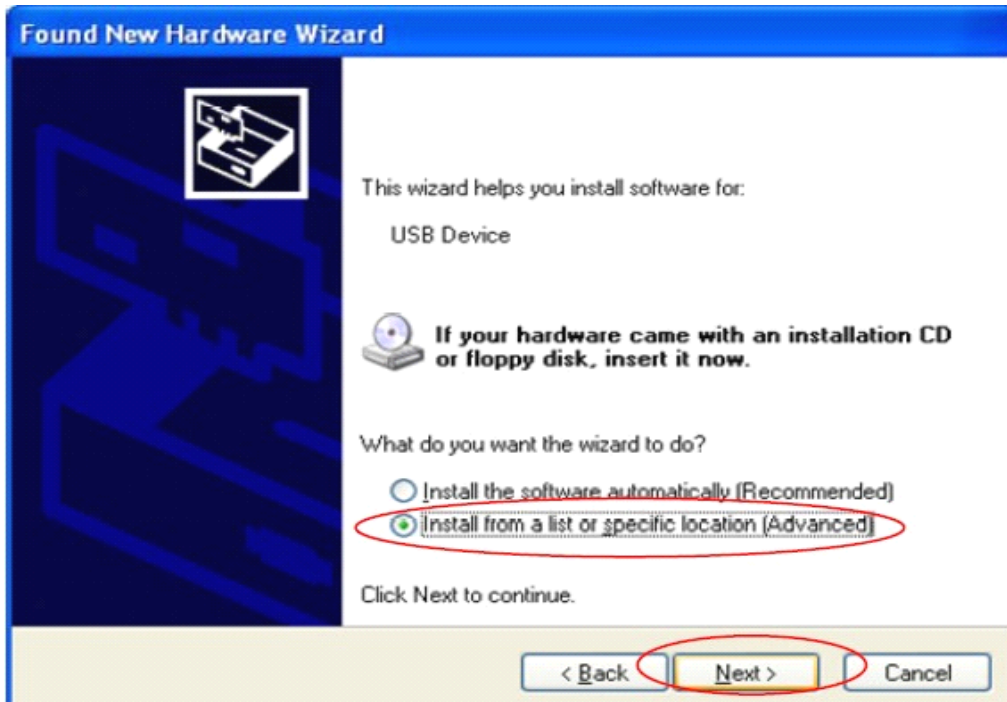 Found New Hardware Wizard
This wizard helps you install software for:
USB Device
If your hardware came with an installation CD
or floppy disk, insert it now.
What do you want the wizard to do?
Install the software automatically (Recommended)
Install from a list or specific location (Advanced)
Click Next to continue.
< Back
Next >
Cancel